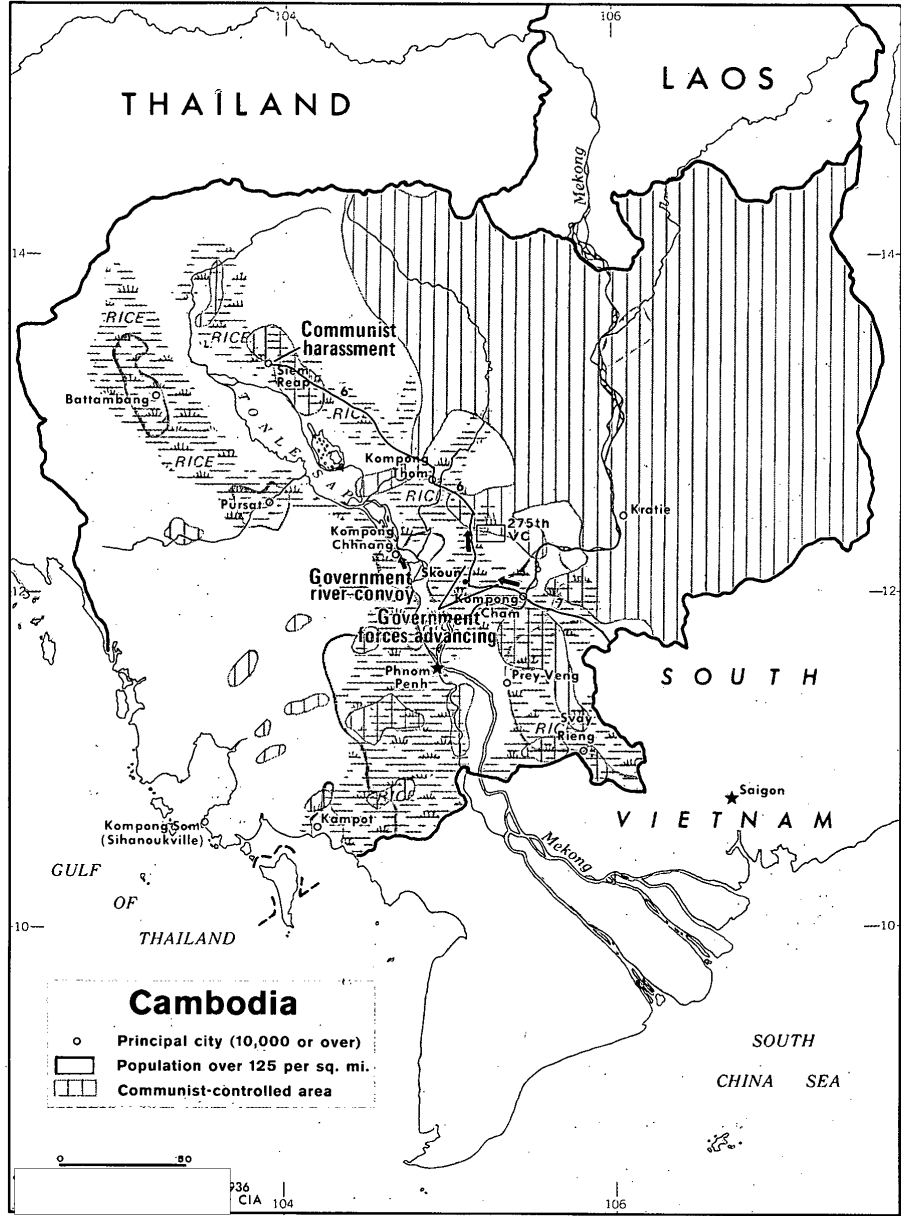 104
106
THAILAND
LAOS
Mekong
14
14
RICE
RICE
Communist
harassment
Siem
Reap
6
Battambang
RICE
TONLE SAP
RICE
Kompong
Thom
6
RICE
Pursat
275th
VC
Kratie
Kompong
Chhnang
Skoun
12
12
Government
river convoy
Kompong
Cham
7
Government
forces advancing
Phnom
Penh
Prey Veng
SOUTH
RICE
Svay
Rieng
RICE
Saigon
Kompong Som
(Sihanoukville)
Kampot
VIETNAM
Mekong
GULF
OF
THAILAND
10
10
Cambodia
Principal city (10,000 or over)
Population over 125 per sq. mi.
Communist-controlled area
SOUTH
CHINA SEA
0
50
936
CIA
104
106